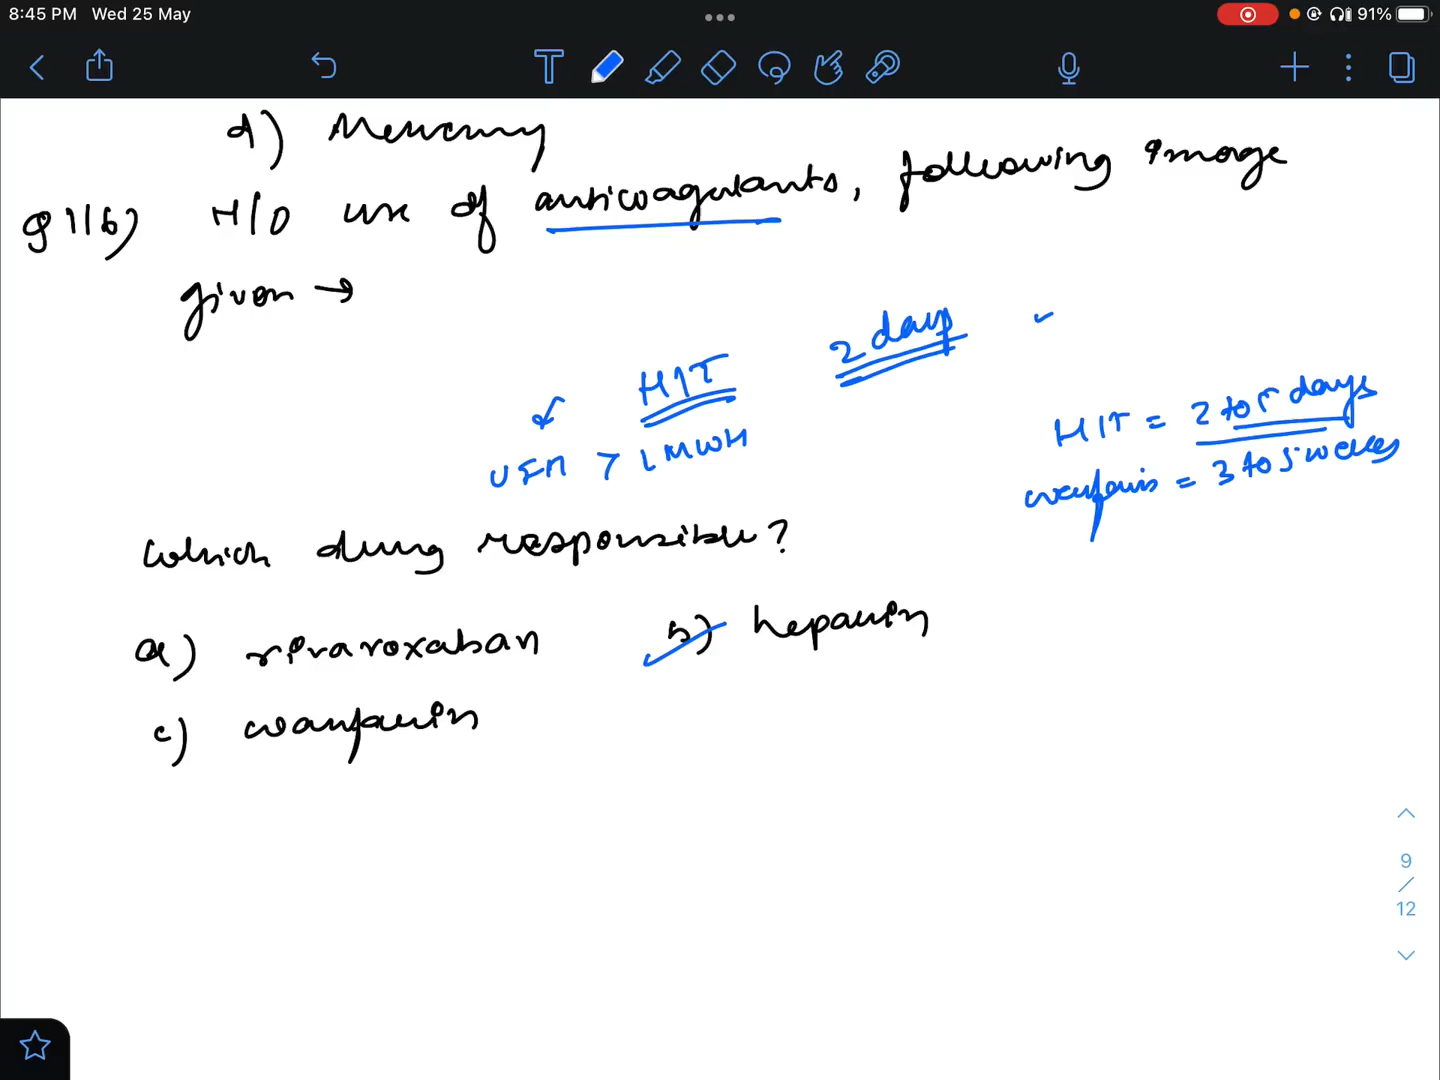 8:45 PM Wed 25 May
91%
d) Mercury
Q 116) H/O use of anticoagulants, following image
given →
HIT 2 days
UFH > LMWH
HIT = 2 to 5 days
warfarin = 3 to 5 weeks
which drug responsible?
a) rivaroxaban b) heparin
c) warfarin
9
/
12